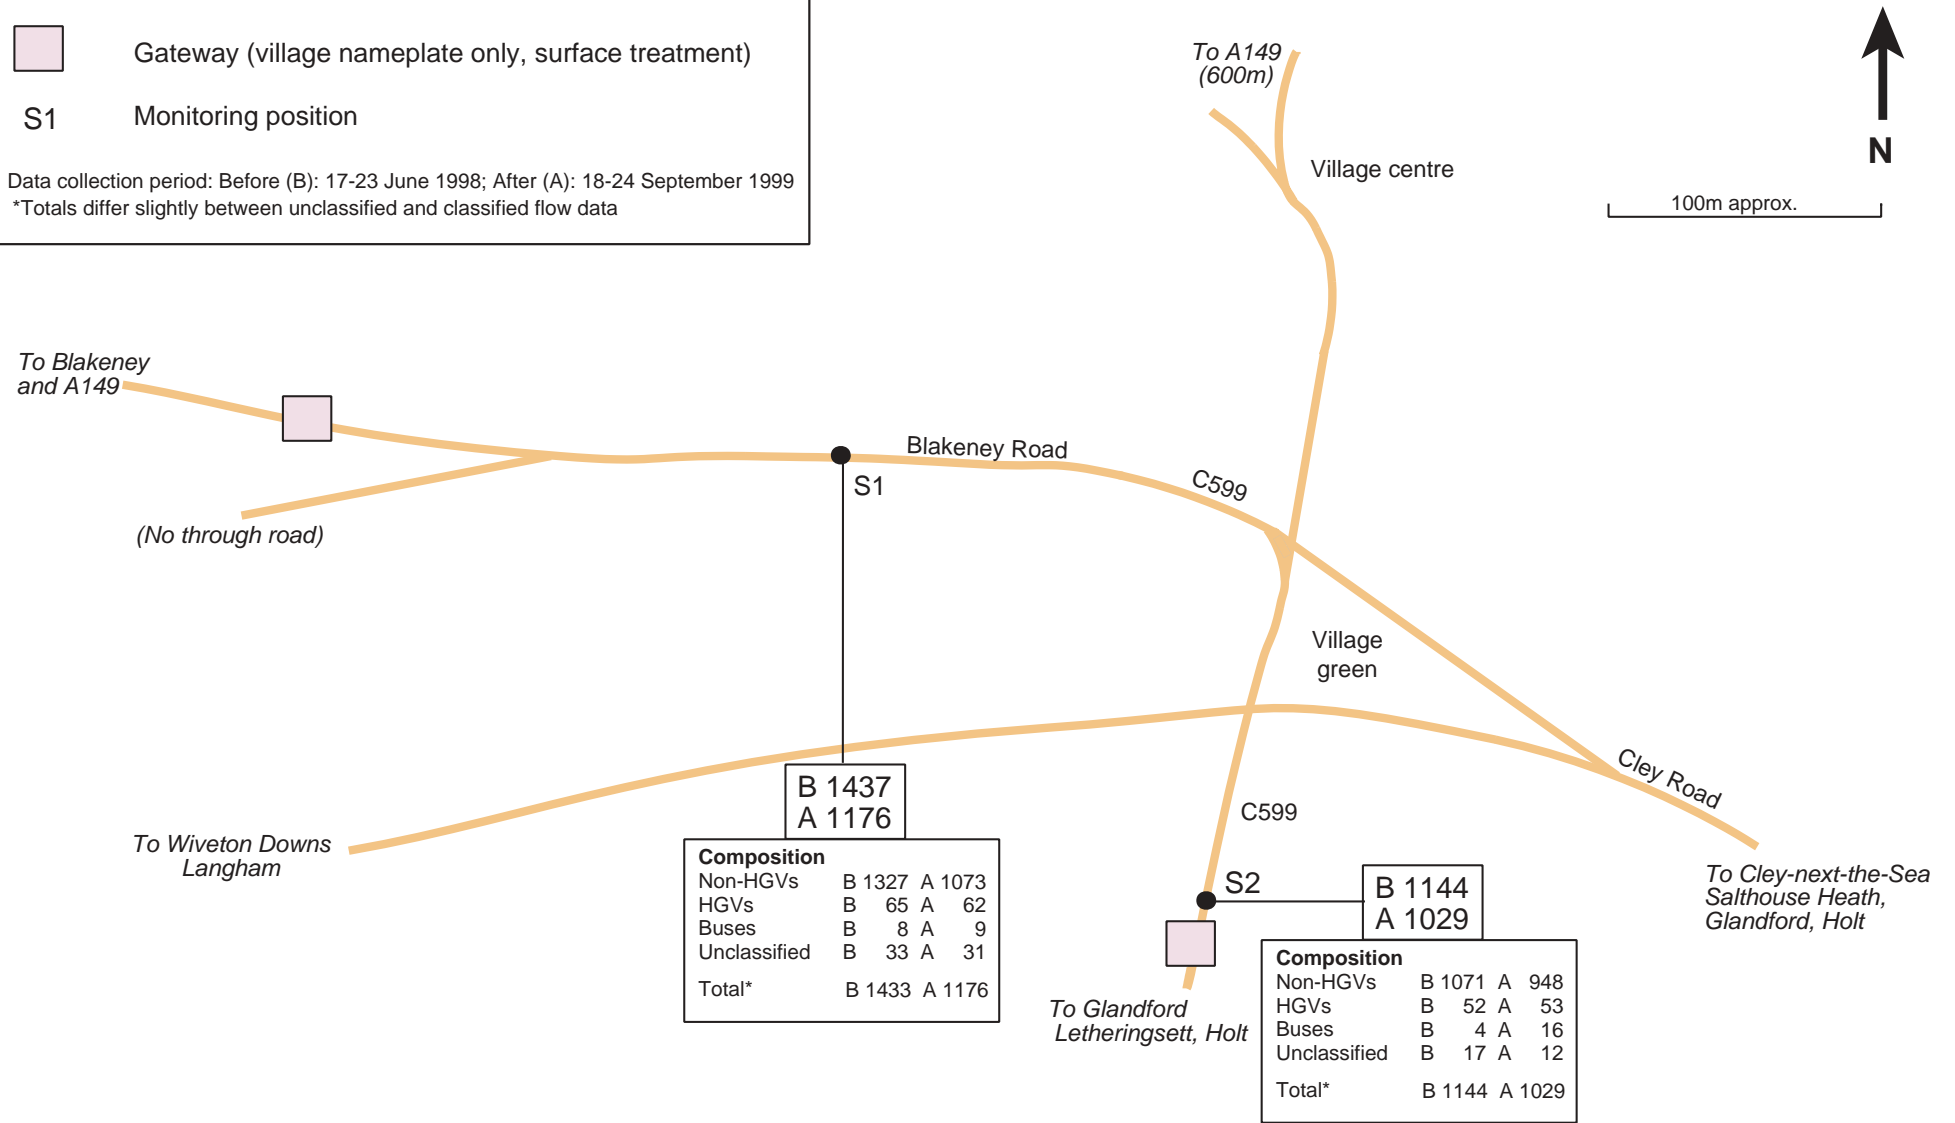 Gateway (village nameplate only, surface treatment)
S1 Monitoring position
Data collection period: Before (B): 17-23 June 1998; After (A): 18-24 September 1999
*Totals differ slightly between unclassified and classified flow data
To A149
(600m)
N
Village centre
100m approx.
To Blakeney
and A149
Blakeney Road
C599
S1
(No through road)
Village
green
Cley Road
B 1437
A 1176
C599
To Wiveton Downs
Langham
Composition
Non-HGVs B 1327 A 1073
HGVs B 65 A 62
Buses B 8 A 9
Unclassified B 33 A 31
Total* B 1433 A 1176
S2
B 1144
A 1029
To Cley-next-the-Sea
Salthouse Heath,
Glandford, Holt
To Glandford
Letheringsett, Holt
Composition
Non-HGVs B 1071 A 948
HGVs B 52 A 53
Buses B 4 A 16
Unclassified B 17 A 12
Total* B 1144 A 1029